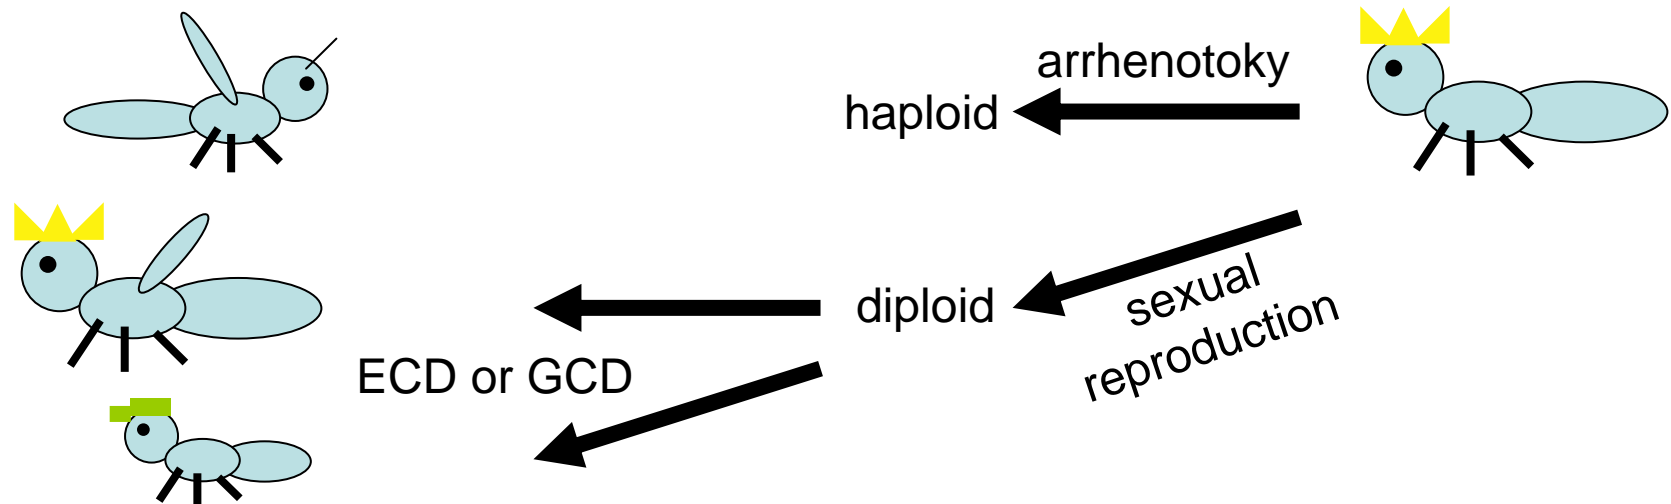 arrhenotoky
haploid
diploid
sexual
reproduction
ECD or GCD